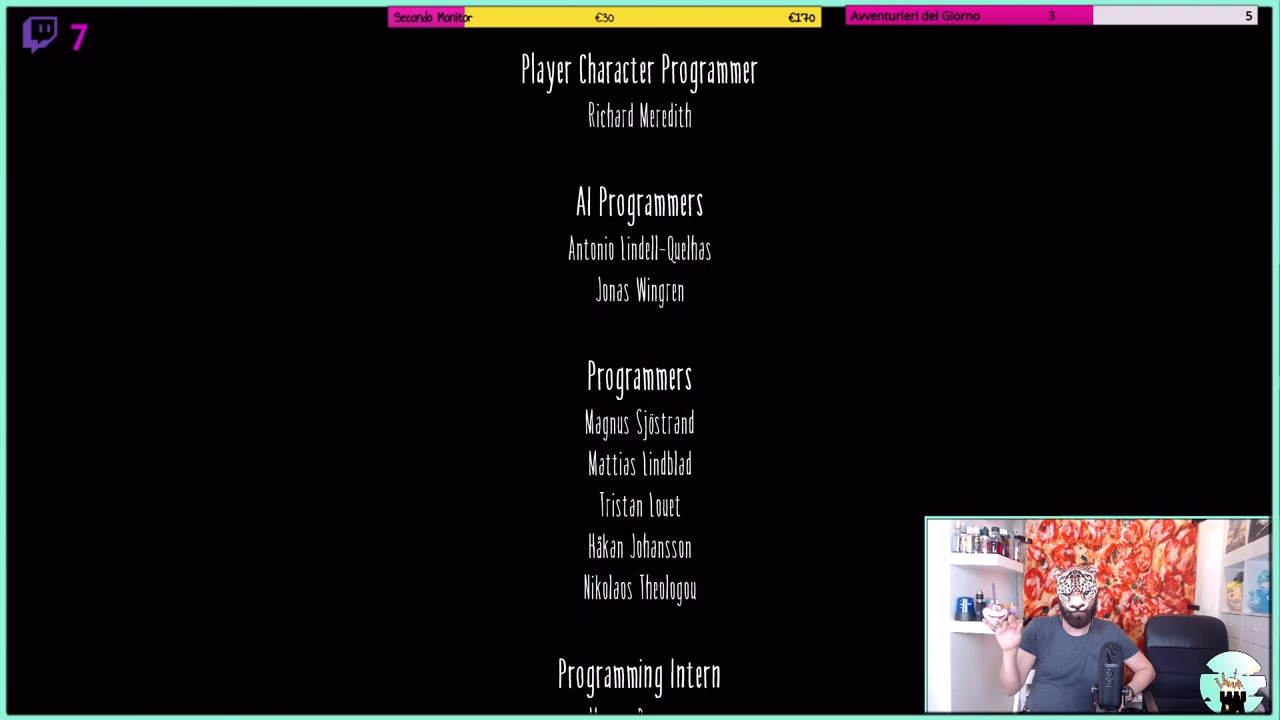 7
Secondo Monitor €30 €170
Avventurieri del Giorno 3 5
Player Character Programmer
Richard Meredith
AI Programmers
Antonio Lindell-Quelhas
Jonas Wingren
Programmers
Magnus Sjöstrand
Mattias Lindblad
Tristan Louet
Håkan Johansson
Nikolaos Theologou
Programming Intern